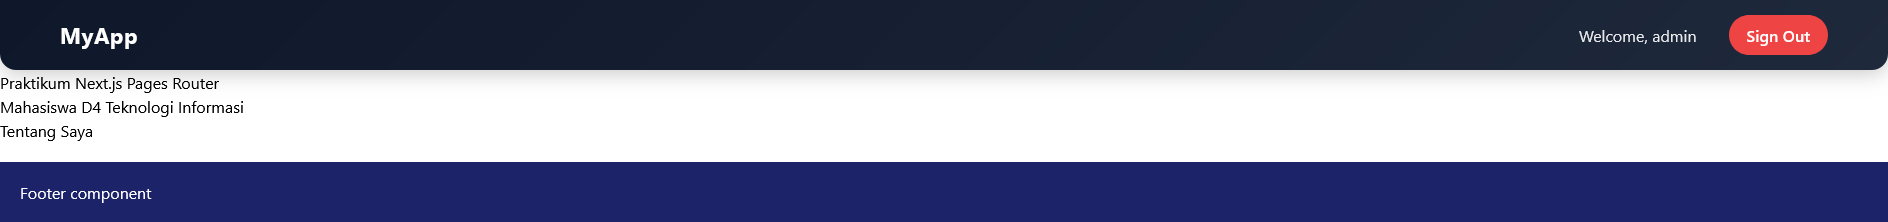 MyApp
Welcome, admin
Sign Out
Praktikum Next.js Pages Router
Mahasiswa D4 Teknologi Informasi
Tentang Saya
Footer component